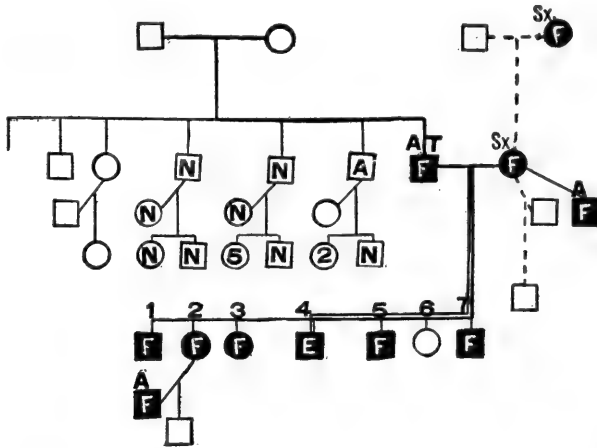 Sx.
F
Sx.
A T
N N A F F A
F
N N
N N 5 N 2 N
1 2 3 4 5 6 7
F F F E F F
A
F